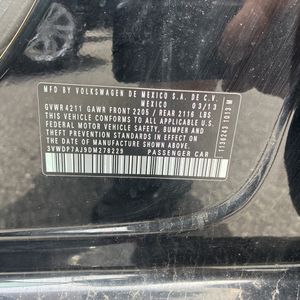 MFD BY VOLKSWAGEN DE MEXICO S.A. DE C.V.
MEXICO 03/13
GVWR 4211 GAWR FRONT 2205 / REAR 2116 LBS
THIS VEHICLE CONFORMS TO ALL APPLICABLE
FEDERAL MOTOR VEHICLE SAFETY, BUMPER AND
THEFT PREVENTION STANDARDS IN EFFECT
ON THE DATE OF MANUFACTURE SHOWN ABOVE
3VWDP7AJ9DM278229 PASSENGER CAR